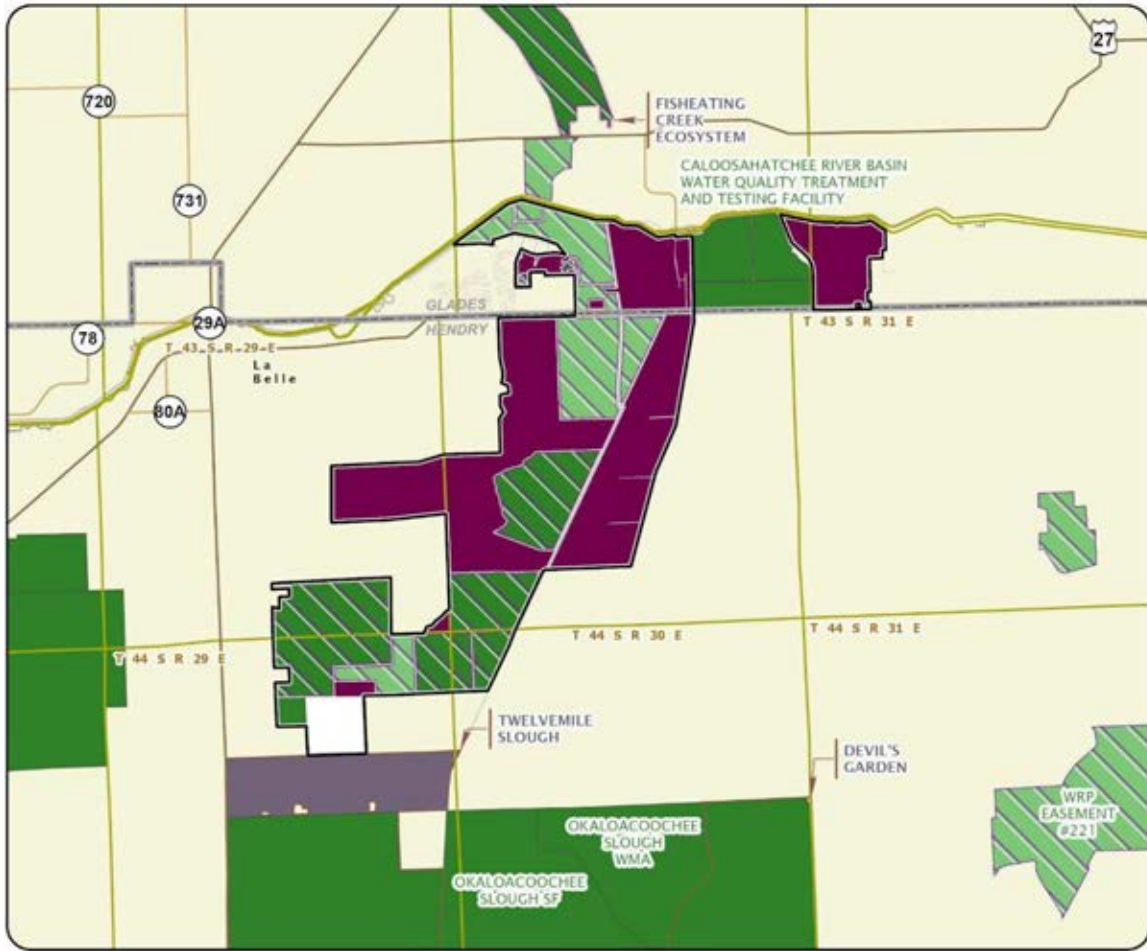 27
720
FISHEATING
CREEK
ECOSYSTEM
CALOOSAHATCHEE RIVER BASIN
WATER QUALITY TREATMENT
AND TESTING FACILITY
731
GLADES
HENDRY
29A
78
T 43 S R 29 E
T 43 S R 31 E
La
Belle
80A
T 44 S R 29 E
T 44 S R 30 E
T 44 S R 31 E
TWELVEMILE
SLOUGH
DEVIL'S
GARDEN
WRP
EASEMENT
#221
OKALOACOOCHEE
SLOUGH
WMA
OKALOACOOCHEE
SLOUGH SF